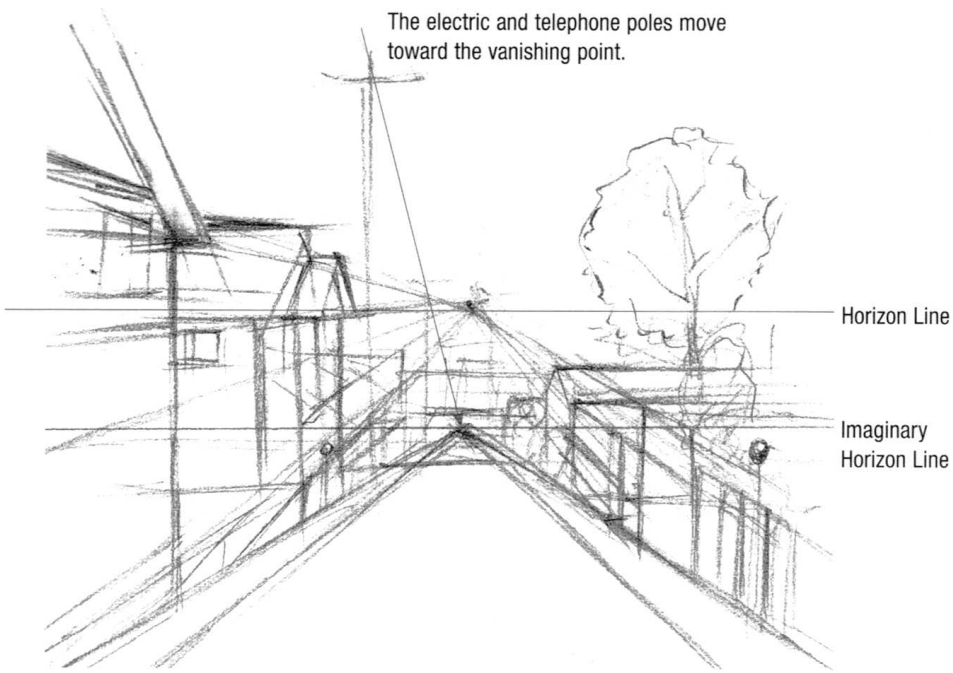 The electric and telephone poles move
toward the vanishing point.
Horizon Line
Imaginary
Horizon Line